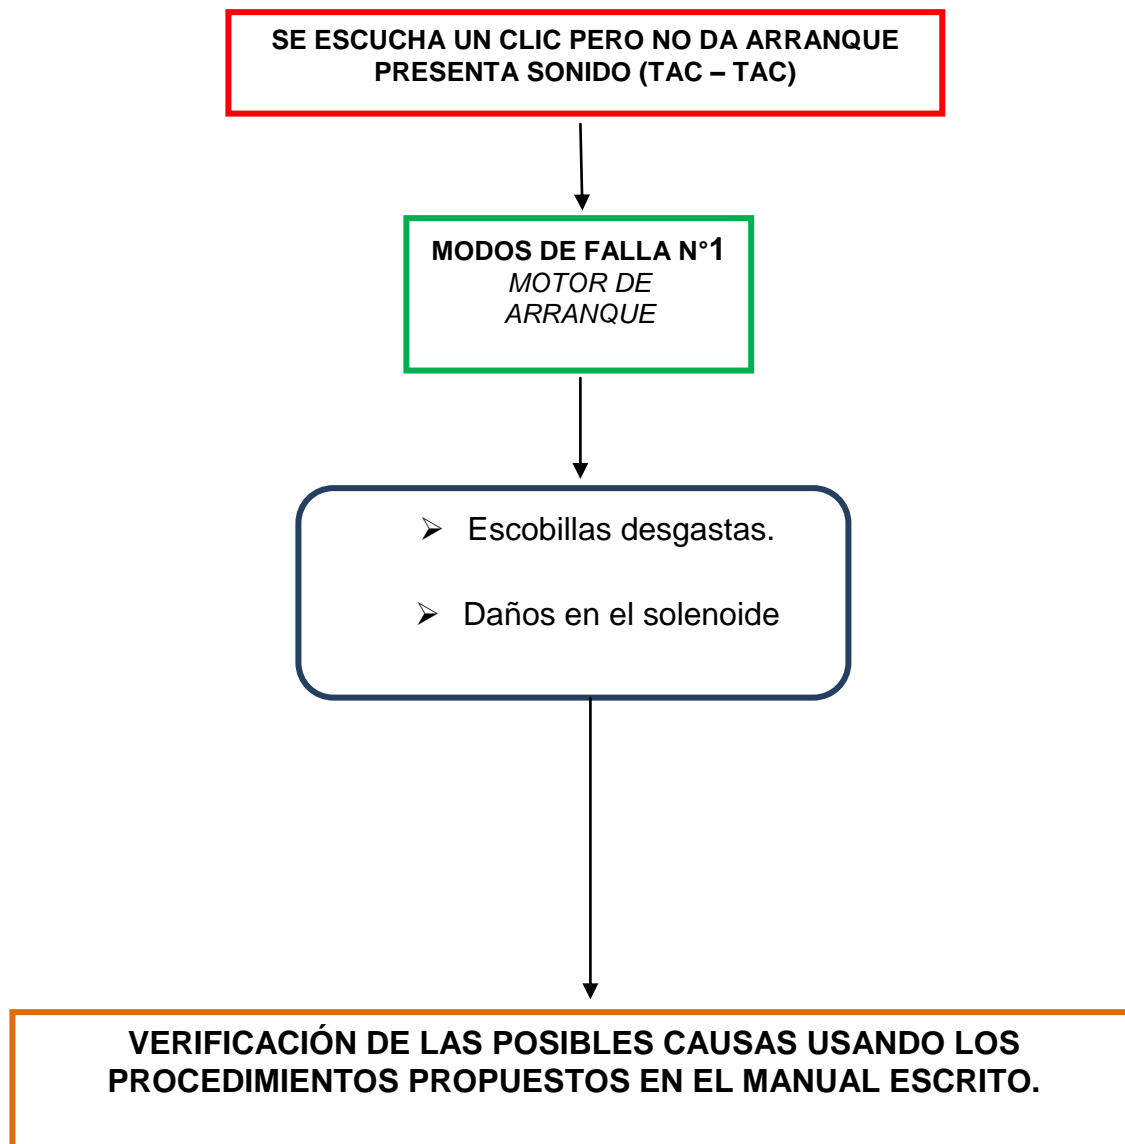 SE ESCUCHA UN CLIC PERO NO DA ARRANQUE
PRESENTA SONIDO (TAC – TAC)
MODOS DE FALLA N°1
MOTOR DE
ARRANQUE
➢ Escobillas desgastas.
➢ Daños en el solenoide
VERIFICACIÓN DE LAS POSIBLES CAUSAS USANDO LOS
PROCEDIMIENTOS PROPUESTOS EN EL MANUAL ESCRITO.